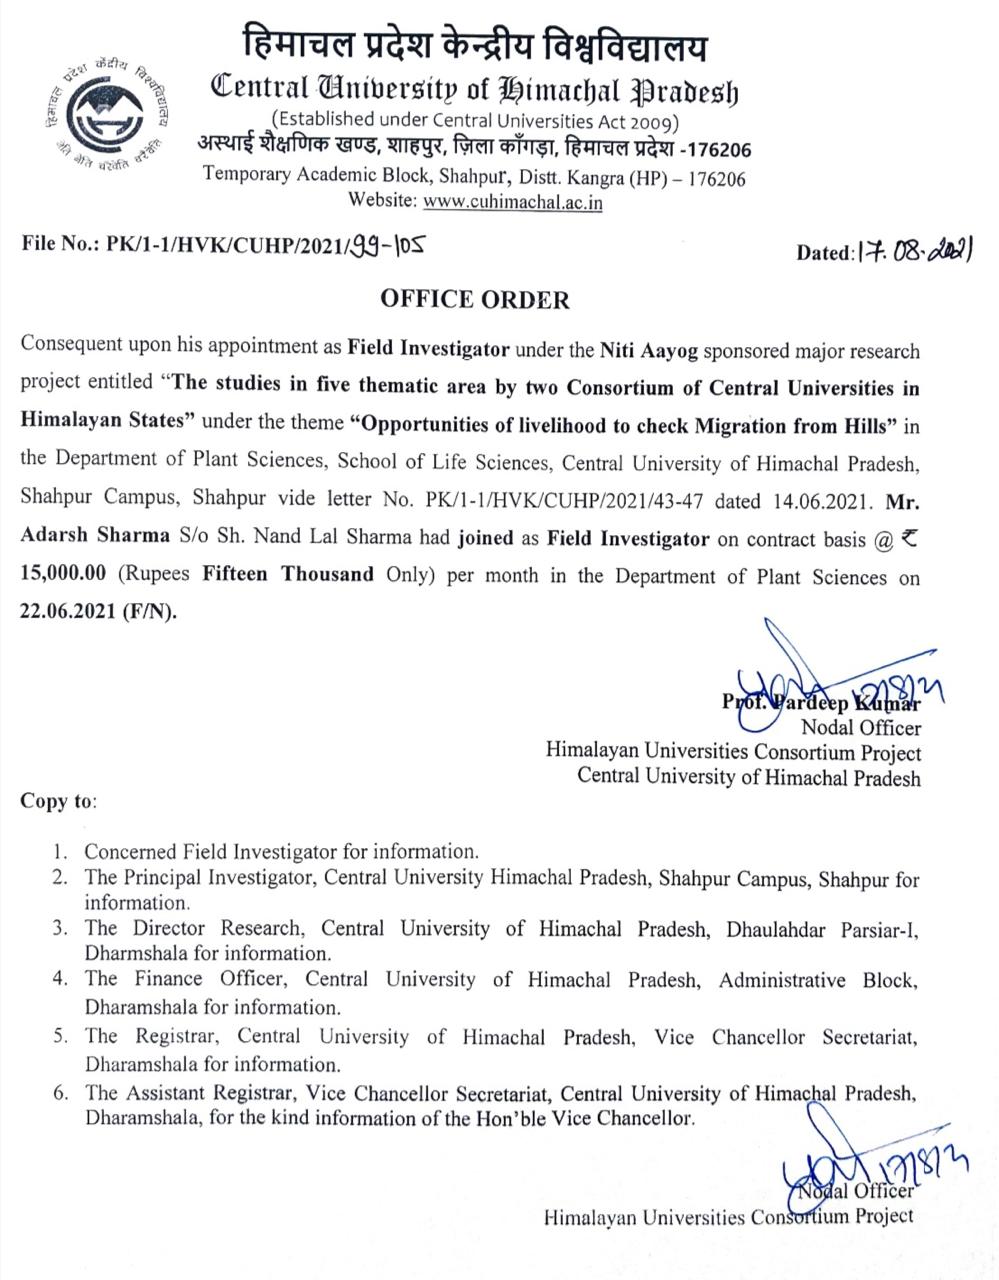 हिमाचल प्रदेश केन्द्रीय विश्वविद्यालय
Central University of Himachal Pradesh
(Established under Central Universities Act 2009)
अस्थाई शैक्षणिक खण्ड, शाहपुर, ज़िला काँगड़ा, हिमाचल प्रदेश -176206
Temporary Academic Block, Shahpur, Distt. Kangra (HP) – 176206
Website: www.cuhimachal.ac.in
हिमाचल प्रदेश केंद्रीय विश्वविद्यालय
File No.: PK/1-1/HVK/CUHP/2021/99-105
Dated: 17.08.2021
OFFICE ORDER
Consequent upon his appointment as Field Investigator under the Niti Aayog sponsored major research
project entitled “The studies in five thematic area by two Consortium of Central Universities in
Himalayan States” under the theme “Opportunities of livelihood to check Migration from Hills” in
the Department of Plant Sciences, School of Life Sciences, Central University of Himachal Pradesh,
Shahpur Campus, Shahpur vide letter No. PK/1-1/HVK/CUHP/2021/43-47 dated 14.06.2021. Mr.
Adarsh Sharma S/o Sh. Nand Lal Sharma had joined as Field Investigator on contract basis @ ₹
15,000.00 (Rupees Fifteen Thousand Only) per month in the Department of Plant Sciences on
22.06.2021 (F/N).
17/8/21
Prof. Pardeep Kumar
Nodal Officer
Himalayan Universities Consortium Project
Central University of Himachal Pradesh
Copy to:
1. Concerned Field Investigator for information.
2. The Principal Investigator, Central University Himachal Pradesh, Shahpur Campus, Shahpur for
information.
3. The Director Research, Central University of Himachal Pradesh, Dhaulahdar Parsiar-I,
Dharmshala for information.
4. The Finance Officer, Central University of Himachal Pradesh, Administrative Block,
Dharamshala for information.
5. The Registrar, Central University of Himachal Pradesh, Vice Chancellor Secretariat,
Dharamshala for information.
6. The Assistant Registrar, Vice Chancellor Secretariat, Central University of Himachal Pradesh,
Dharamshala, for the kind information of the Hon’ble Vice Chancellor.
17/8/21
Nodal Officer
Himalayan Universities Consortium Project